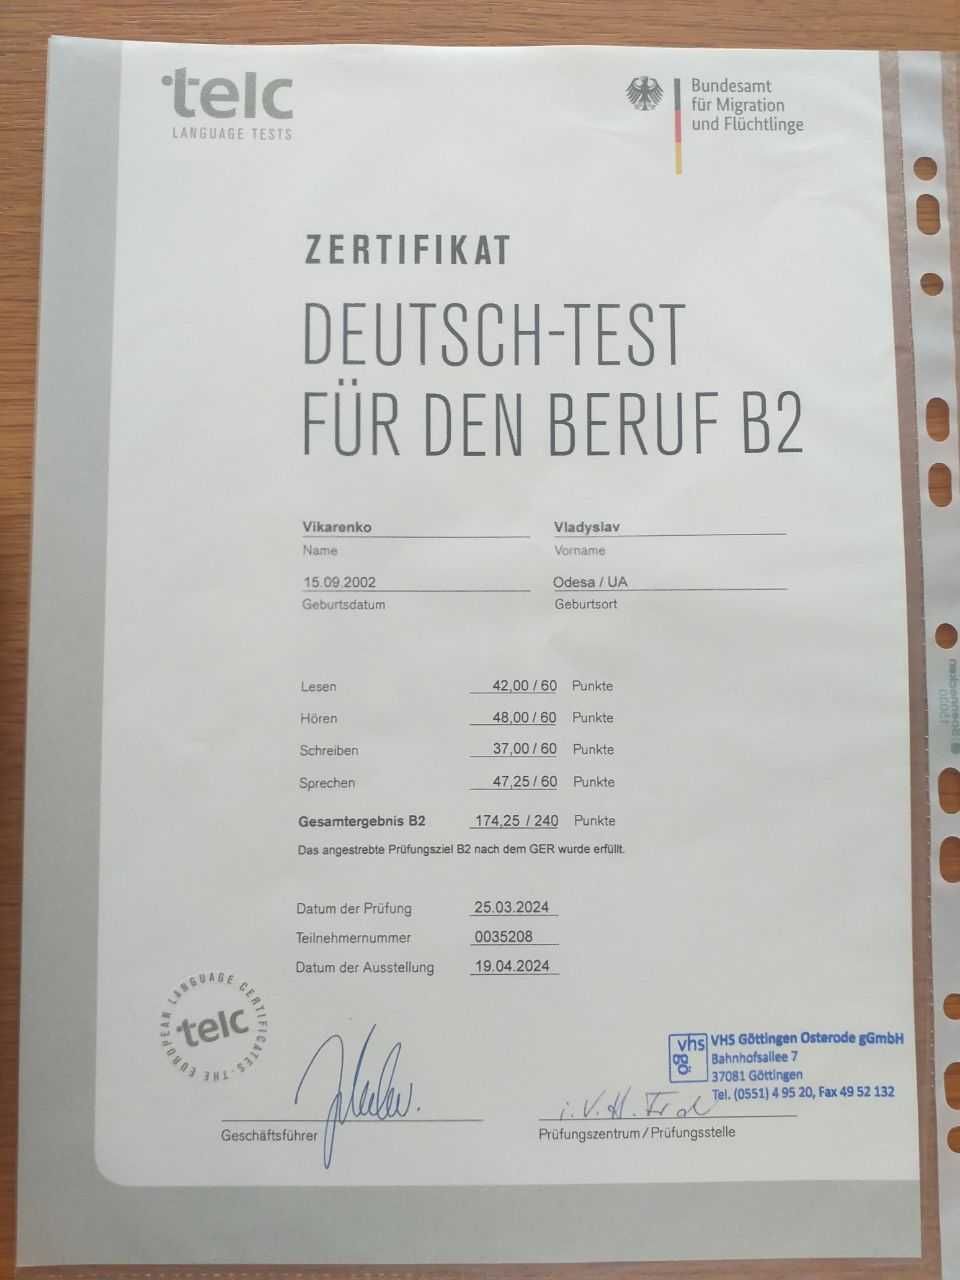 telc
LANGUAGE TESTS
Bundesamt
für Migration
und Flüchtlinge
ZERTIFIKAT
DEUTSCH-TEST
FÜR DEN BERUF B2
Vikarenko Vladyslav
Name Vorname
15.09.2002 Odesa / UA
Geburtsdatum Geburtsort
Lesen 42,00 / 60 Punkte
Hören 48,00 / 60 Punkte
Schreiben 37,00 / 60 Punkte
Sprechen 47,25 / 60 Punkte
Gesamtergebnis B2 174,25 / 240 Punkte
Das angestrebte Prüfungsziel B2 nach dem GER wurde erfüllt.
Datum der Prüfung 25.03.2024
Teilnehmernummer 0035208
Datum der Ausstellung 19.04.2024
THE EUROPEAN LANGUAGE CERTIFICATES
telc
vhs
gö:
VHS Göttingen Osterode gGmbH
Bahnhofsallee 7
37081 Göttingen
Tel. (0551) 4 95 20, Fax 49 52 132
i.V. H.
Geschäftsführer Prüfungszentrum/Prüfungsstelle